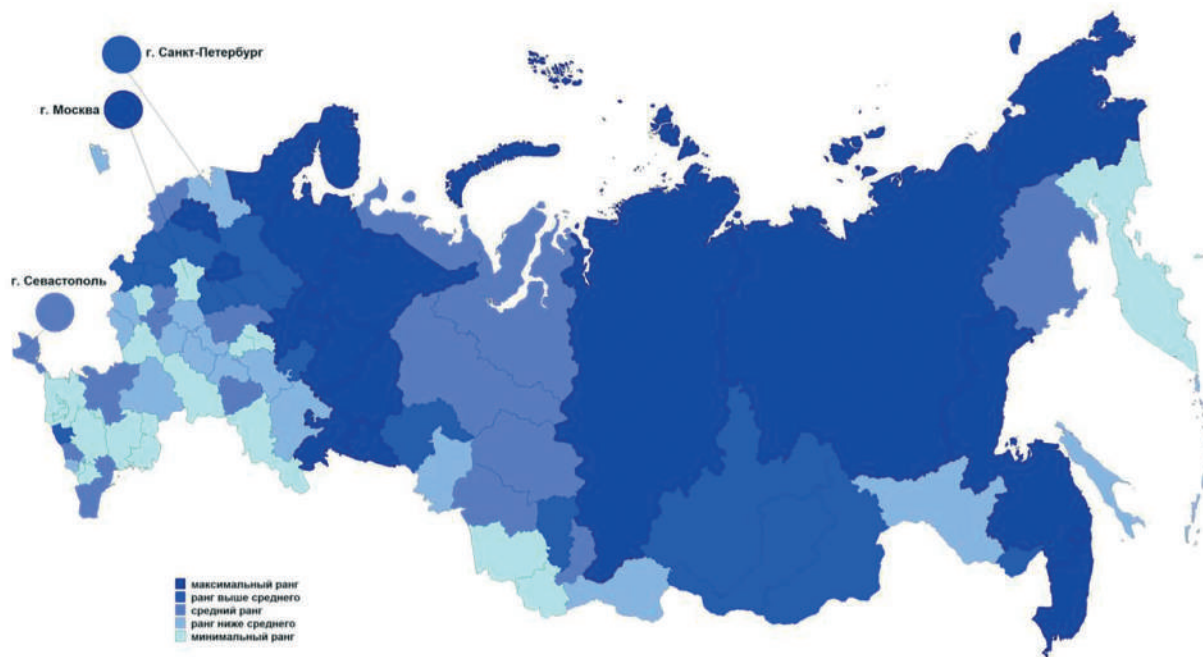 г. Санкт-Петербург
г. Москва
г. Севастополь
максимальный ранг
ранг выше среднего
средний ранг
ранг ниже среднего
минимальный ранг